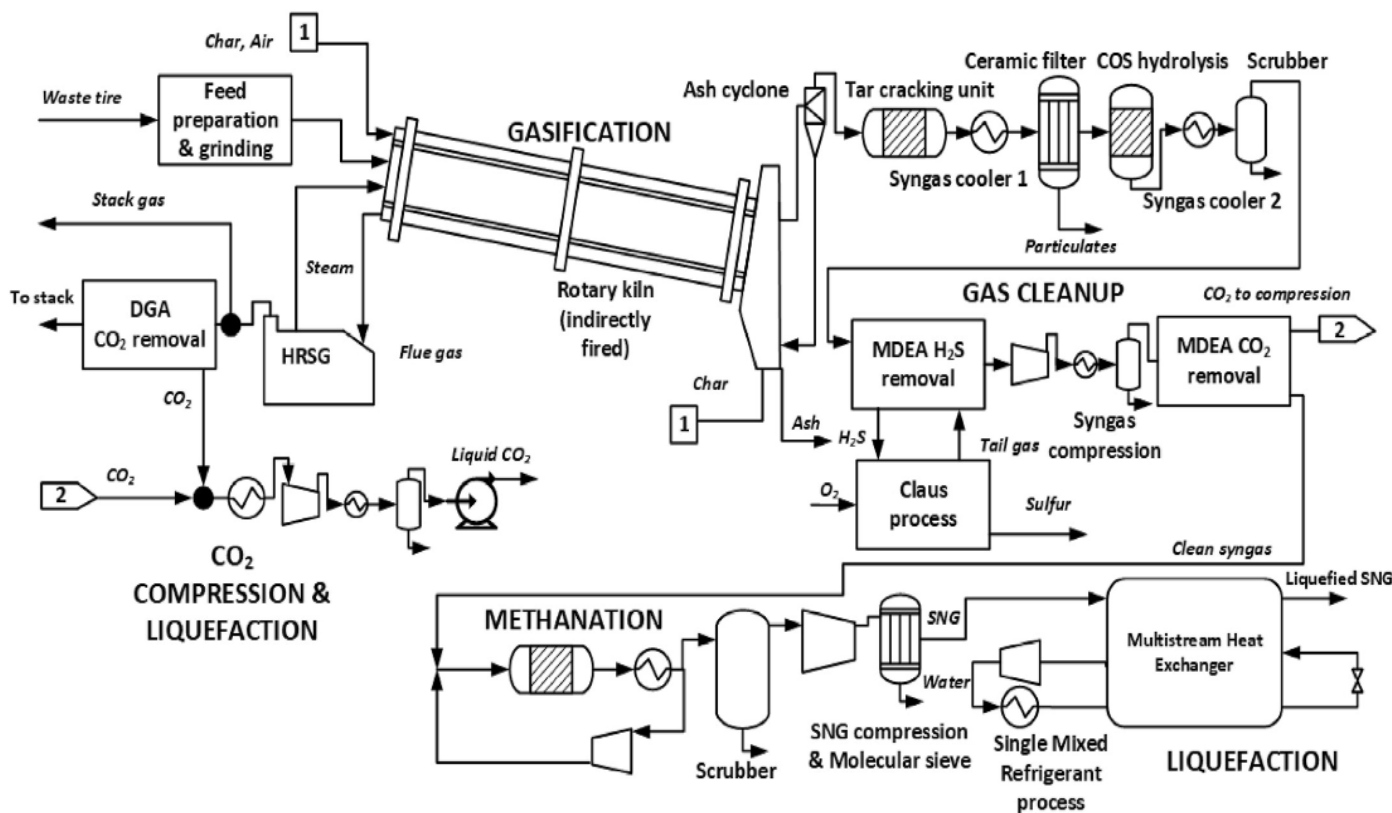 Char, Air
1
Waste tire
Feed
preparation
& grinding
GASIFICATION
Ash cyclone
Tar cracking unit
Ceramic filter
COS hydrolysis
Scrubber
Syngas cooler 1
Syngas cooler 2
Particulates
Stack gas
Steam
To stack
DGA
CO₂ removal
HRSG
Flue gas
Rotary kiln
(indirectly
fired)
GAS CLEANUP
CO₂ to compression
2
MDEA H₂S
removal
MDEA CO₂
removal
Syngas
compression
Char
1
Ash
H₂S
Tail gas
O₂
Claus
process
Sulfur
Clean syngas
CO₂
2
CO₂
Liquid CO₂
CO₂
COMPRESSION &
LIQUEFACTION
METHANATION
Scrubber
SNG
Water
SNG compression
& Molecular sieve
Single Mixed
Refrigerant
process
Multistream Heat
Exchanger
Liquefied SNG
LIQUEFACTION